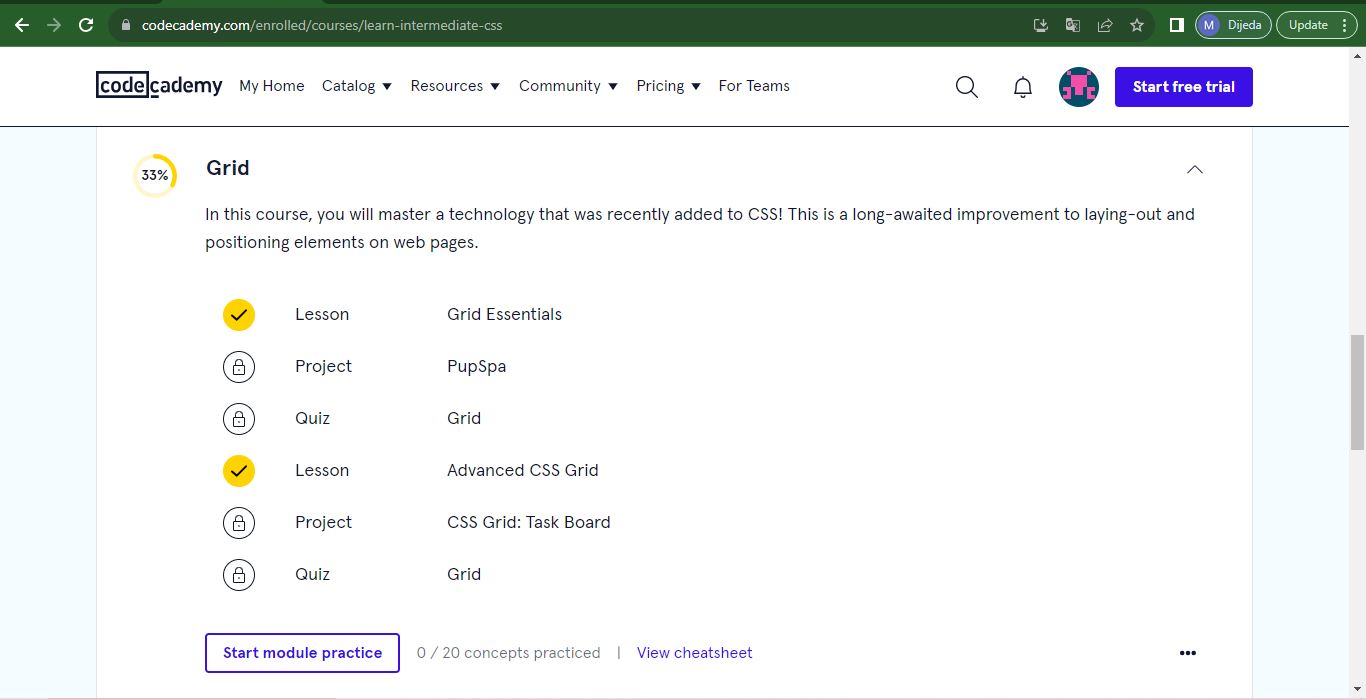 codecademy.com/enrolled/courses/learn-intermediate-css
M Dijeda
Update
codecademy
My Home
Catalog
Resources
Community
Pricing
For Teams
Start free trial
33%
Grid
In this course, you will master a technology that was recently added to CSS! This is a long-awaited improvement to laying-out and
positioning elements on web pages.
Lesson Grid Essentials
Project PupSpa
Quiz Grid
Lesson Advanced CSS Grid
Project CSS Grid: Task Board
Quiz Grid
Start module practice 0 / 20 concepts practiced | View cheatsheet